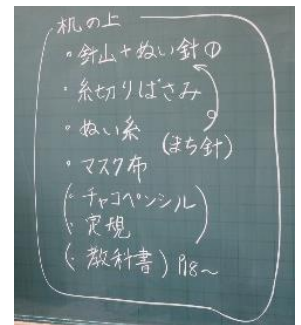 机の上
・針山+ぬい針①
・糸切りばさみ
・ぬい糸 (まち針)
・マスク布
(・チャコペンシル
・定規)
(・教科書) P18~